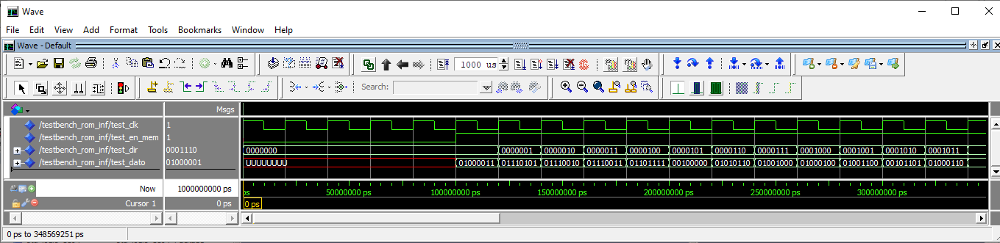 Wave
File Edit View Add Format Tools Bookmarks Window Help
Wave - Default
1000 us
Search:
Msgs
/testbench_rom_inf/test_clk 1
/testbench_rom_inf/test_en_mem 1
/testbench_rom_inf/test_dir 0001110 0000000 0000001 0000010 0000011 0000100 0000101 0000110 0000111 0001000 0001001 0001010 0001011
/testbench_rom_inf/test_dato 01000001 UUUUUUUU 01000011 01110101 01110010 01110011 01101111 00100000 01010110 01001000 01000100 01001100 00101101 01000110
Now 1000000000 ps ps 50000000 ps 100000000 ps 150000000 ps 200000000 ps 250000000 ps 300000000 ps
Cursor 1 0 ps 0 ps
0 ps to 348569251 ps